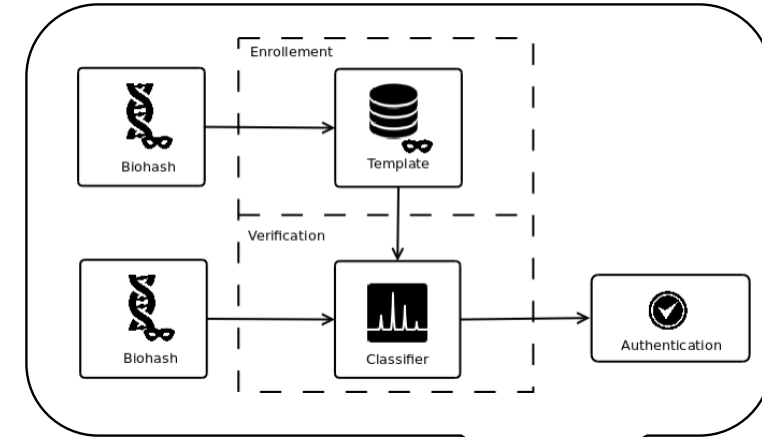 Enrollement
Biohash
Template
Verification
Biohash
Classifier
Authentication